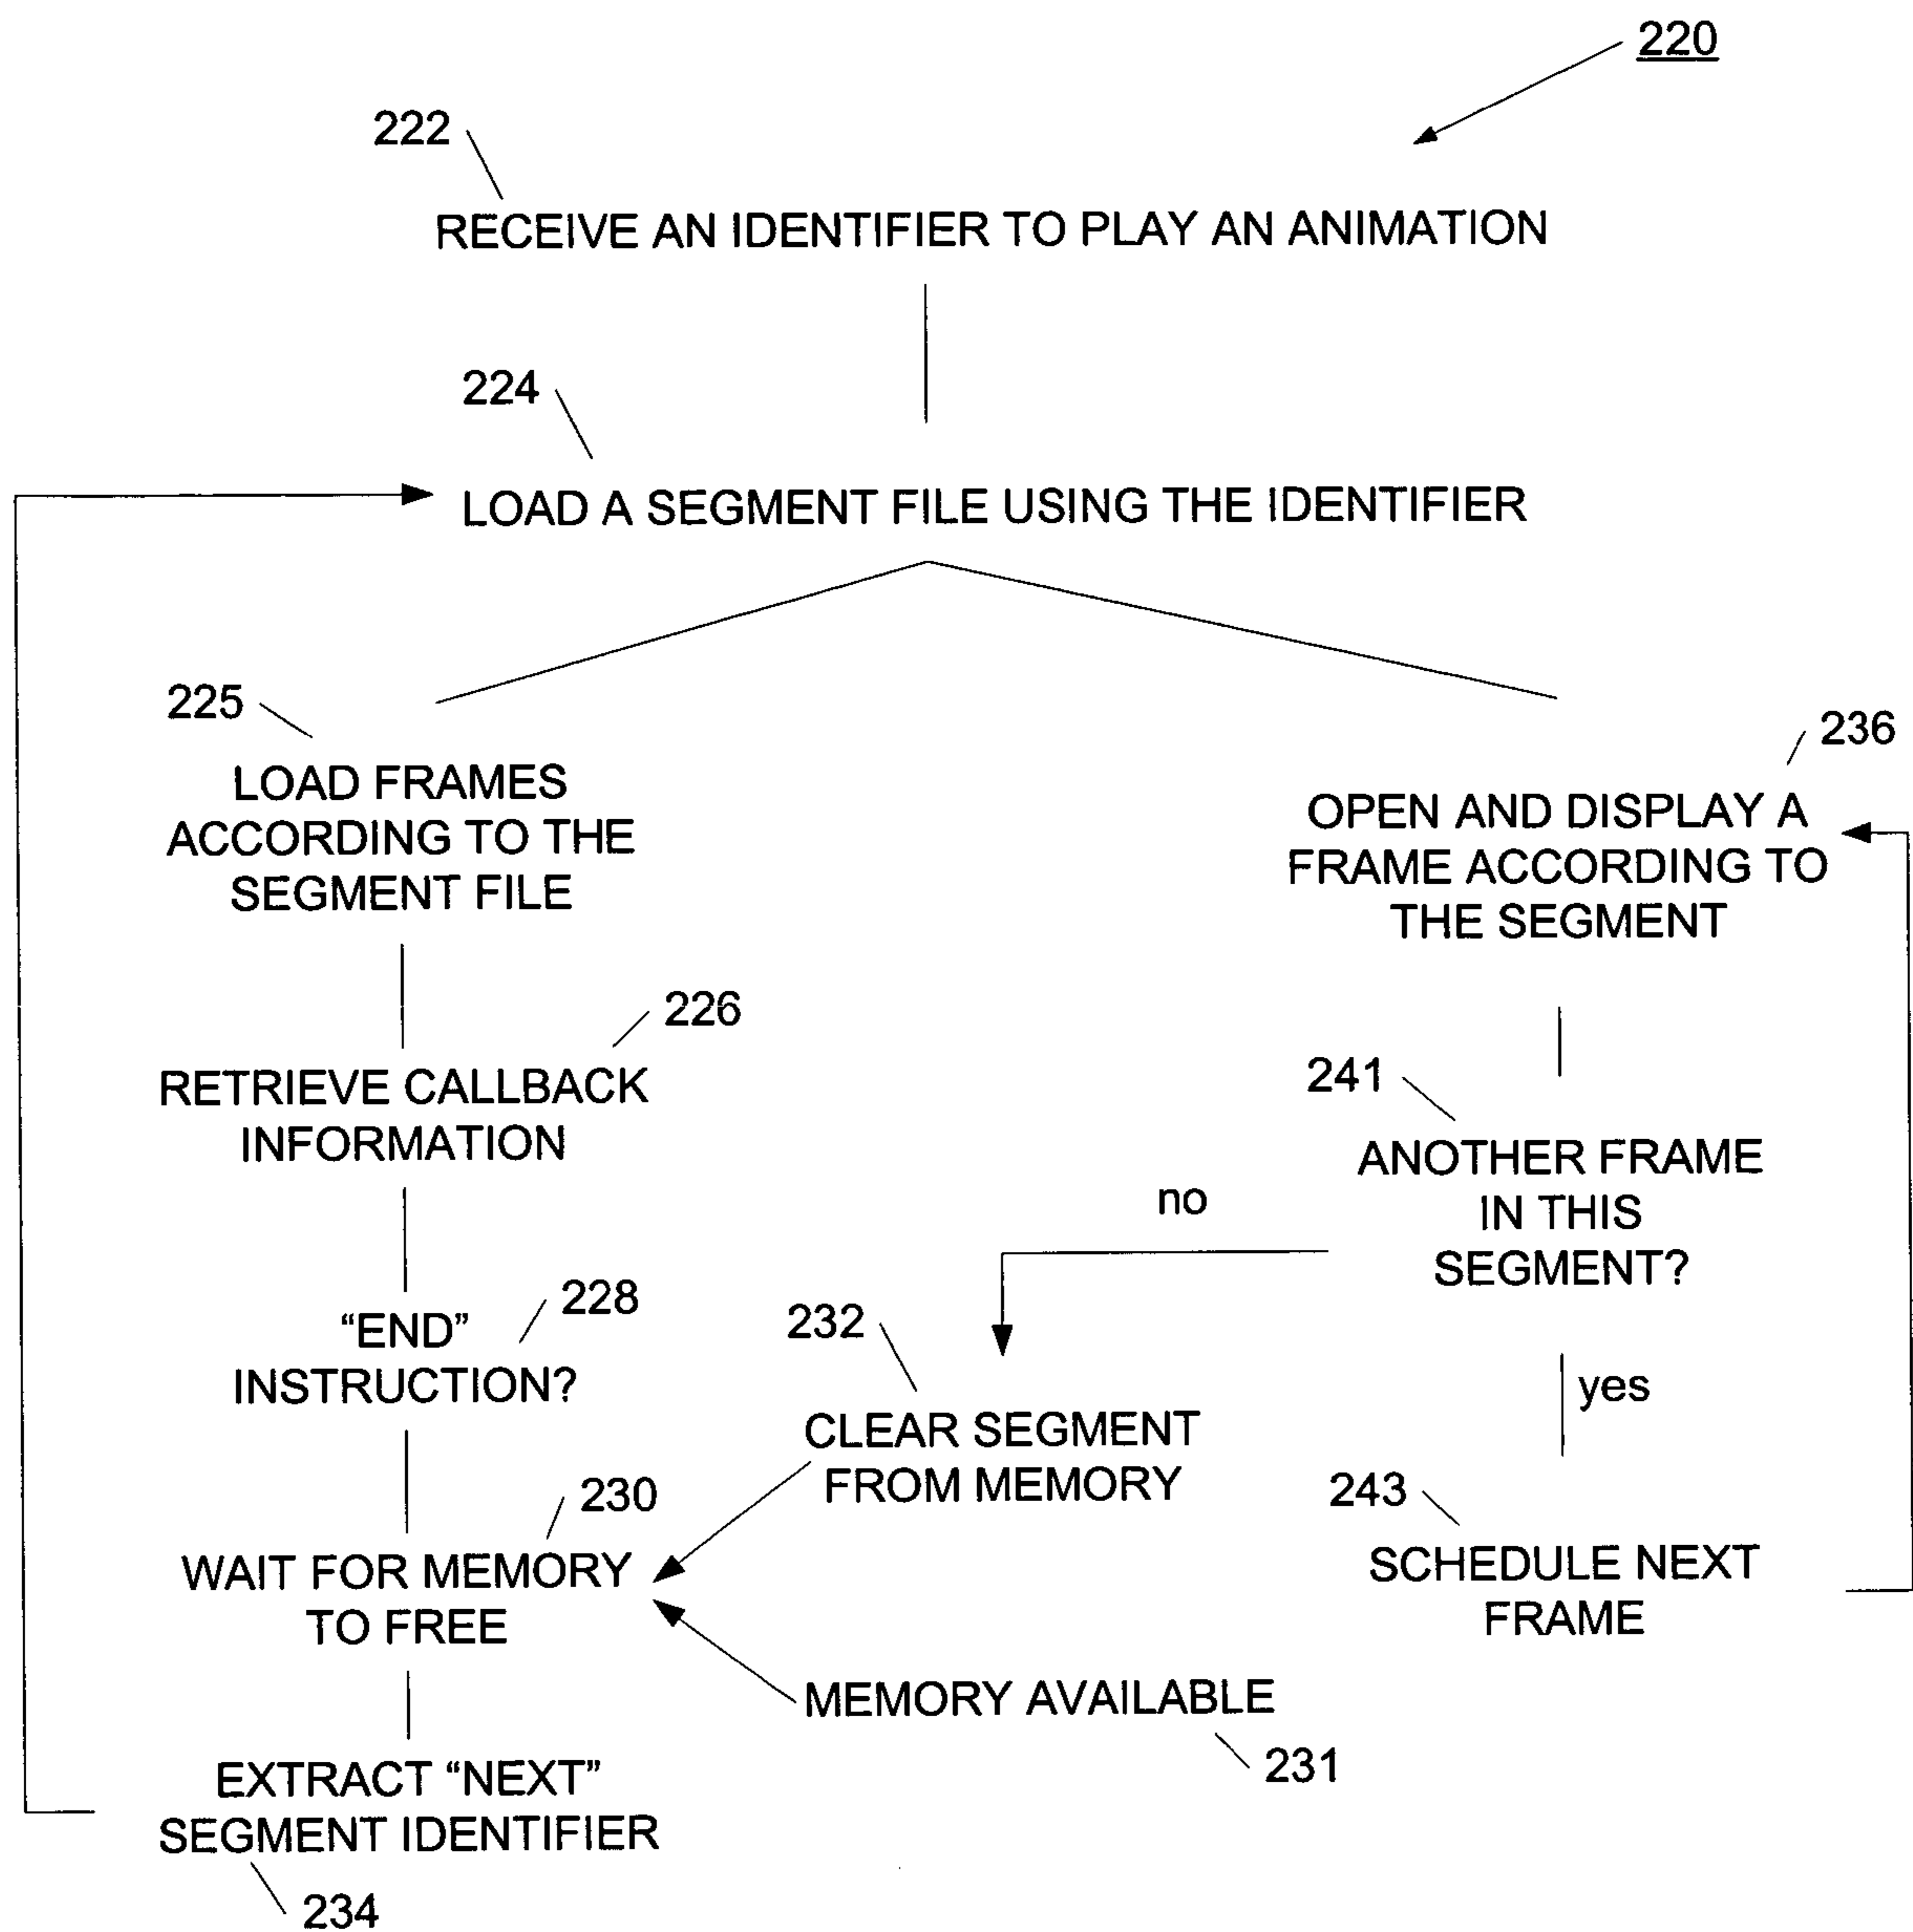 220
222
RECEIVE AN IDENTIFIER TO PLAY AN ANIMATION
224
LOAD A SEGMENT FILE USING THE IDENTIFIER
225
LOAD FRAMES
ACCORDING TO THE
SEGMENT FILE
226
RETRIEVE CALLBACK
INFORMATION
228
“END”
INSTRUCTION?
230
WAIT FOR MEMORY
TO FREE
EXTRACT “NEXT”
SEGMENT IDENTIFIER
234
236
OPEN AND DISPLAY A
FRAME ACCORDING TO
THE SEGMENT
241
ANOTHER FRAME
IN THIS
SEGMENT?
no
232
CLEAR SEGMENT
FROM MEMORY
MEMORY AVAILABLE
231
yes
243
SCHEDULE NEXT
FRAME